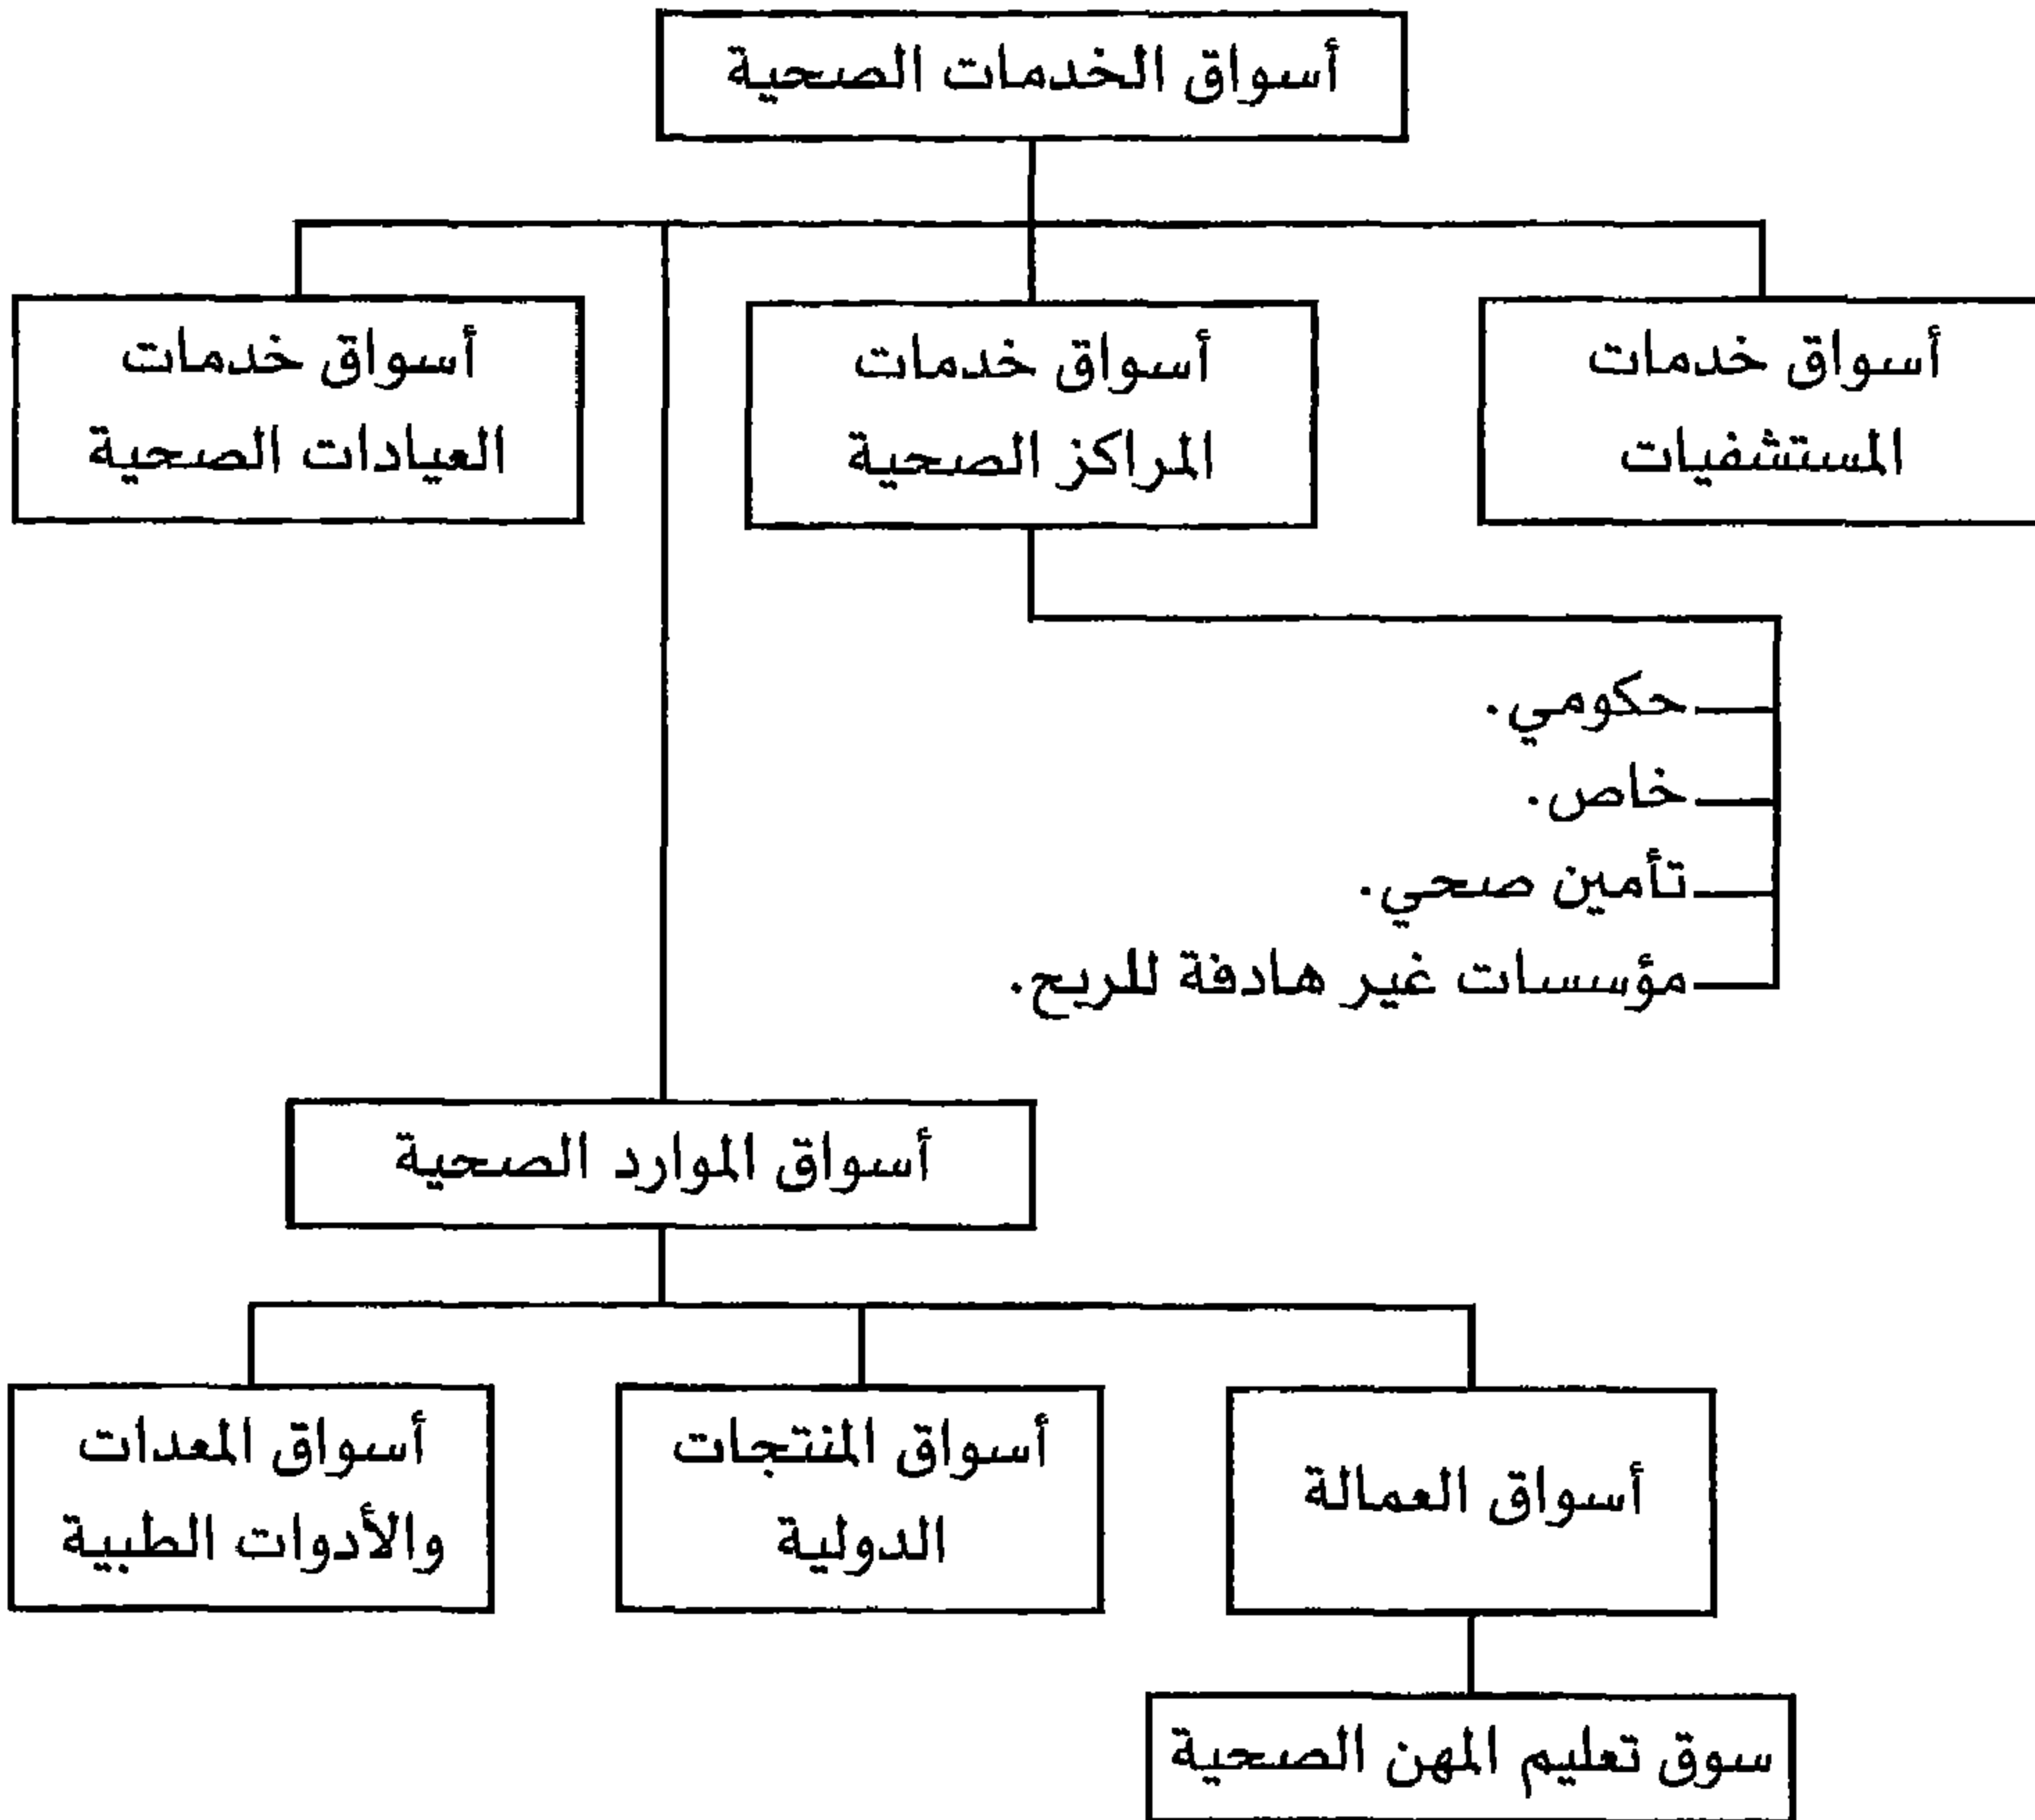 أسواق الخدمات الصحية
أسواق خدمات
المستشفيات
أسواق خدمات
المراكز الصحية
أسواق خدمات
العيادات الصحية
حكومي.
خاص.
تأمين صحي.
مؤسسات غير هادفة للربح.
أسواق الموارد الصحية
أسواق العمالة
أسواق المنتجات
الدولية
أسواق المعدات
والأدوات الطبية
سوق تعليم المهن الصحية